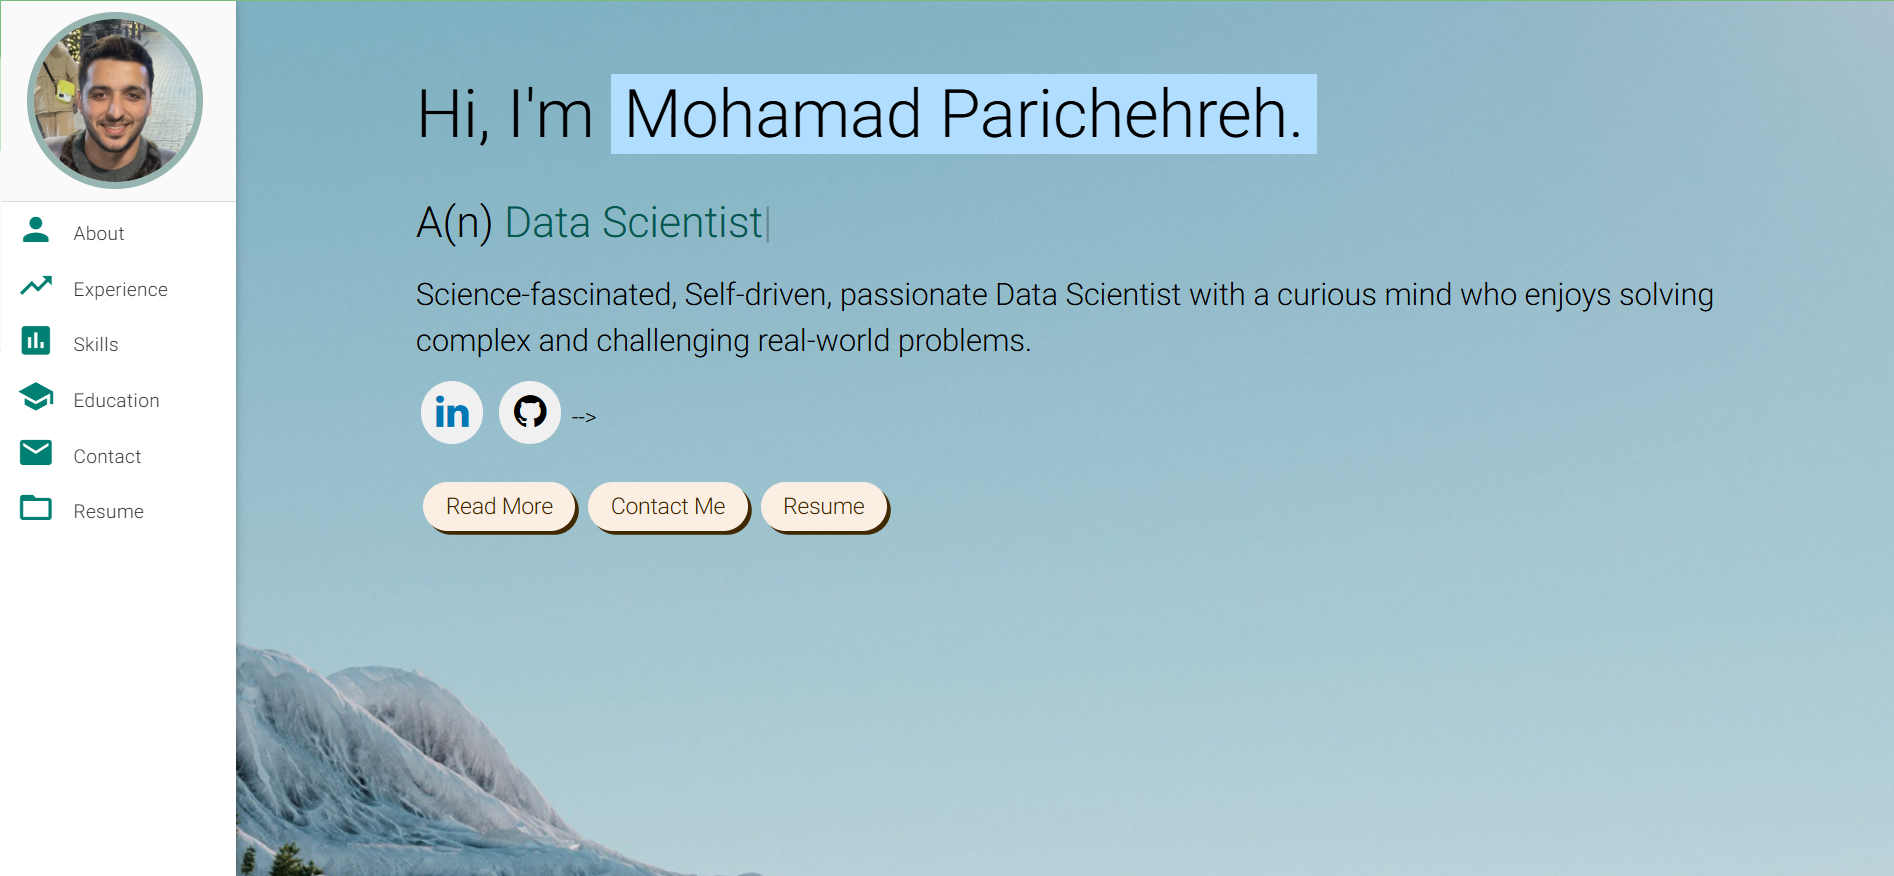 About
Experience
Skills
Education
Contact
Resume
Hi, I'm Mohamad Parichehreh.
A(n) Data Scientist|
Science-fascinated, Self-driven, passionate Data Scientist with a curious mind who enjoys solving
complex and challenging real-world problems.
in -->
Read More Contact Me Resume